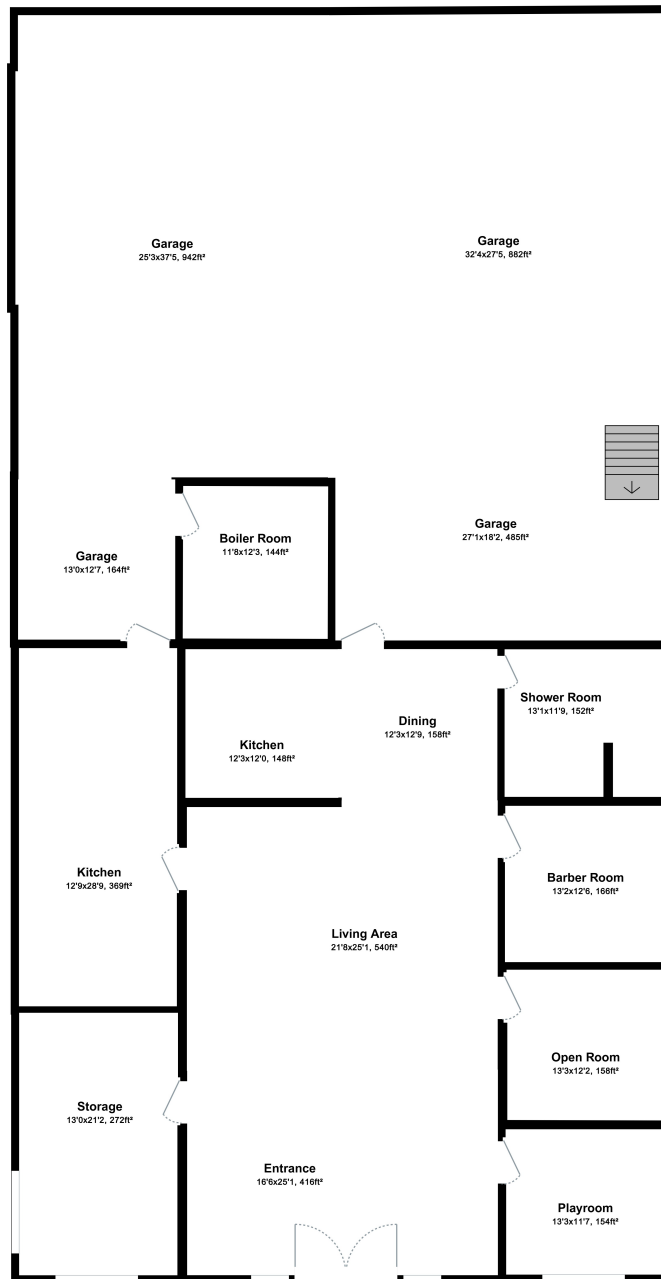 Garage
25'3x37'5, 942ft²
Garage
32'4x27'5, 882ft²
Garage
27'1x18'2, 485ft²
Boiler Room
11'8x12'3, 144ft²
Garage
13'0x12'7, 164ft²
Shower Room
13'1x11'9, 152ft²
Dining
12'3x12'9, 158ft²
Kitchen
12'3x12'0, 148ft²
Kitchen
12'9x28'9, 369ft²
Barber Room
13'2x12'6, 166ft²
Living Area
21'8x25'1, 540ft²
Open Room
13'3x12'2, 158ft²
Storage
13'0x21'2, 272ft²
Entrance
16'6x25'1, 416ft²
Playroom
13'3x11'7, 154ft²